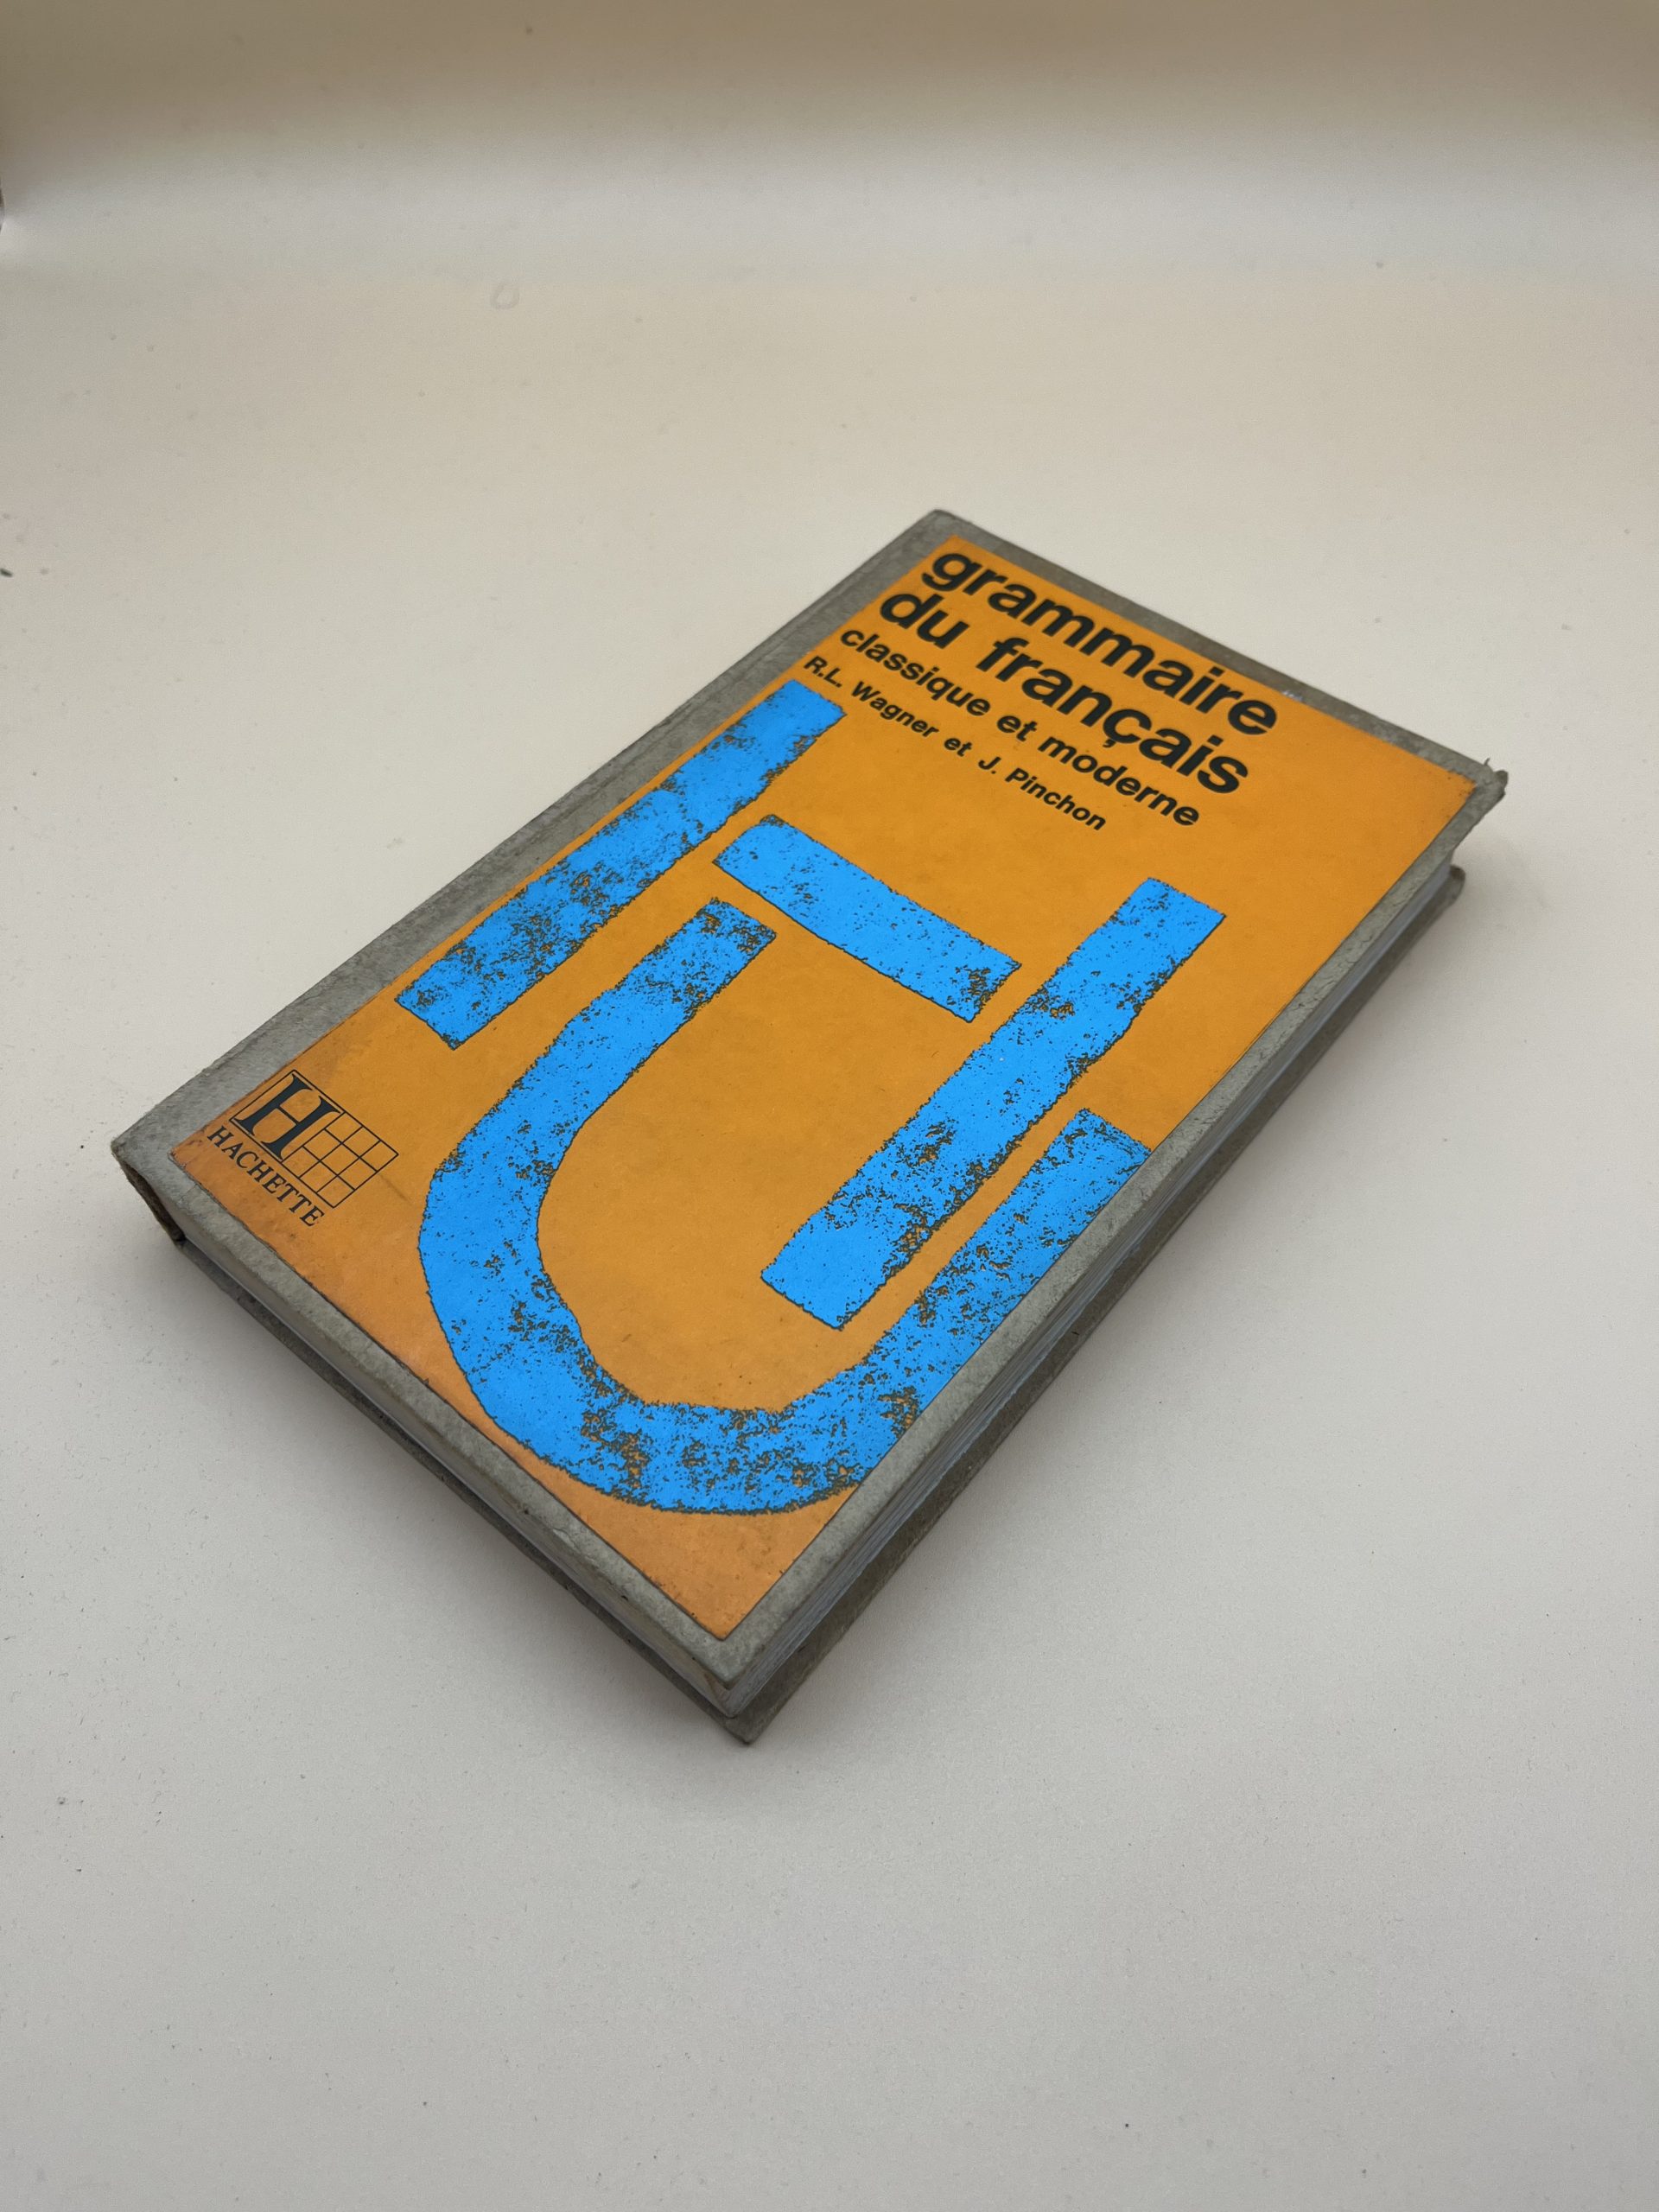 grammaire
du français
classique et moderne
R.L. Wagner et J. Pinchon
H
HACHETTE